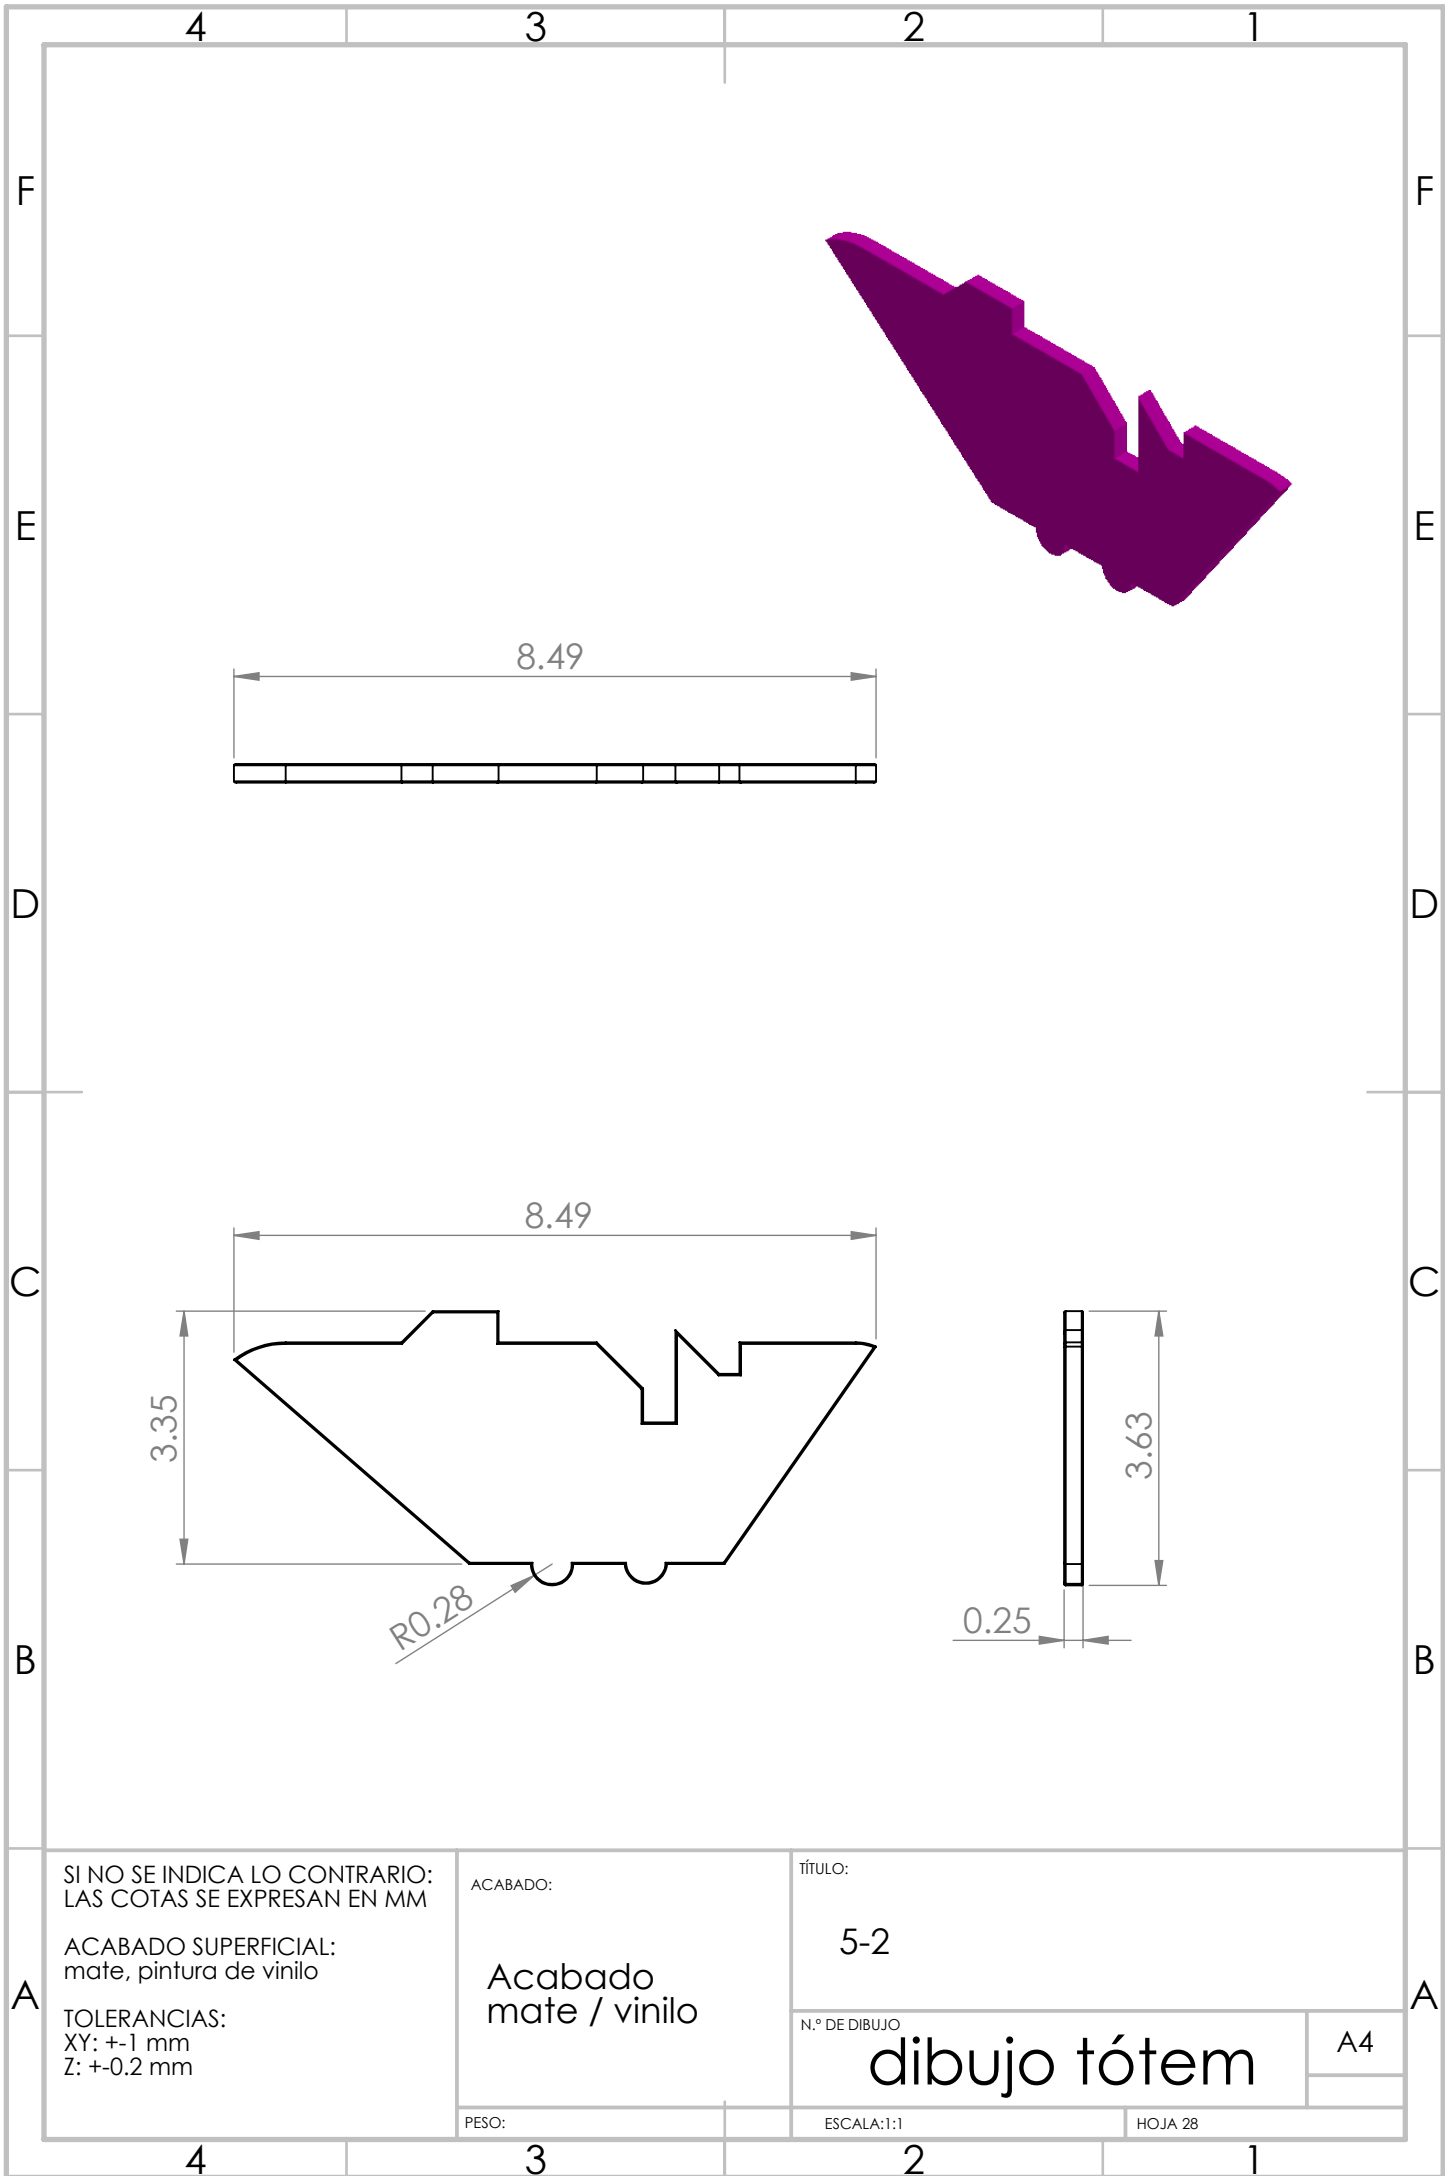 4 3 2 1
F F
E E
8.49
D D
8.49
C C
3.35
3.63
R0.28
0.25
B B
SI NO SE INDICA LO CONTRARIO:
LAS COTAS SE EXPRESAN EN MM
ACABADO SUPERFICIAL:
mate, pintura de vinilo
TOLERANCIAS:
XY: +-1 mm
Z: +-0.2 mm
ACABADO:
Acabado
mate / vinilo
PESO:
TÍTULO:
5-2
N.º DE DIBUJO
dibujo tótem
A4
ESCALA:1:1
HOJA 28
A A
4 3 2 1